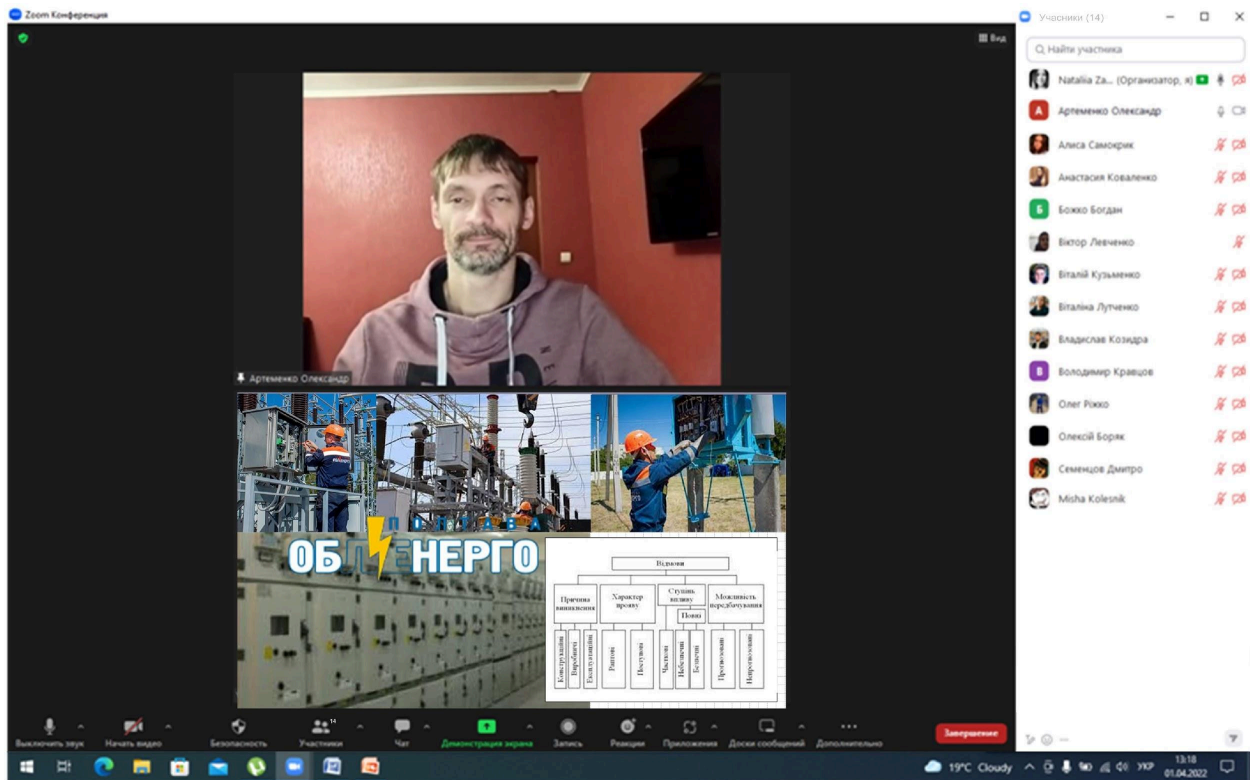 Zoom Конференция
Вид
Артеменко Олександр
ПОЛТАВА
ОБЛЕНЕРГО
Відмови
Причина
виникнення
Характер
прояву
Ступінь
впливу
Можливість
передбачування
Повні
Конструкційні
Виробничі
Експлуатаційні
Раптові
Поступові
Часткові
Небезпечні
Безпечні
Прогнозовані
Непрогнозовані
Выключить звук
Начать видео
Безопасность
14
Участники
Чат
Демонстрация экрана
Запись
Реакции
Приложения
Доски сообщений
Дополнительно
Завершение
Учасники (14)
Найти участника
Nataliia Za... (Организатор, я)
А Артеменко Олександр
Алиса Самокрик
Анастасия Коваленко
Б Божко Богдан
Віктор Левченко
Віталій Кузьменко
Віталіна Лутченко
Владислав Козидра
В Володимир Кравцов
Олег Ріжко
Олексій Боряк
Семенцов Дмитро
Misha Kolesnik
19°C Cloudy
УКР
13:18
01.04.2022